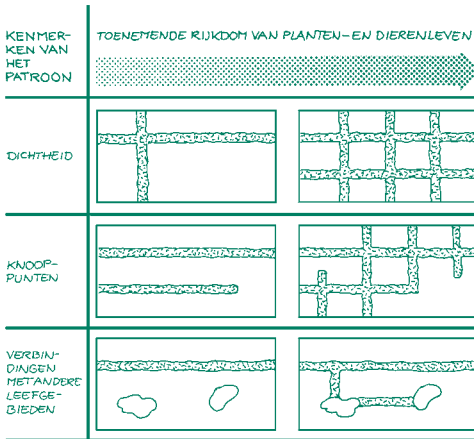 KENMER-
KEN VAN
HET
PATROON
TOENEMENDE RIJKDOM VAN PLANTEN- EN DIERENLEVEN
DICHTHEID
KNOOP-
PUNTEN
VERBIN-
DINGEN
MET ANDERE
LEEFGE-
BIEDEN